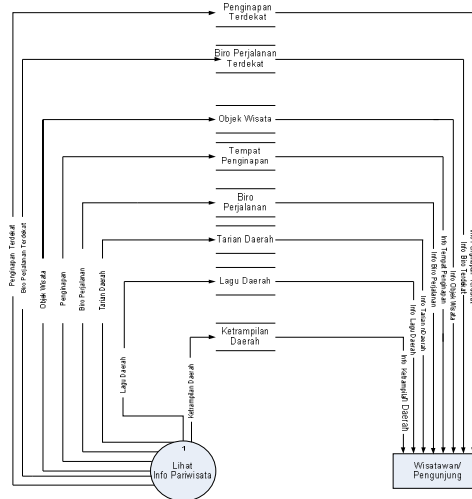 Penginapan
Terdekat
Biro Perjalanan
Terdekat
Objek Wisata
Tempat
Penginapan
Biro
Perjalanan
Tarian Daerah
Lagu Daerah
Ketrampilan
Daerah
Penginapan Terdekat
Biro Perjalanan Terdekat
Objek Wisata
Penginapan
Biro Perjalanan
Tarian Daerah
Lagu Daerah
Ketrampilan Daerah
Info Ketrampilan Daerah
Info Lagu Daerah
Info Tarian nDaerah
Info Biro Perjalanan
Info Tempat Penginapan
Info Objek Wisata
Info Biro Terdekat
1
Lihat
Info Pariwisata
Wisatawan/
Pengunjung